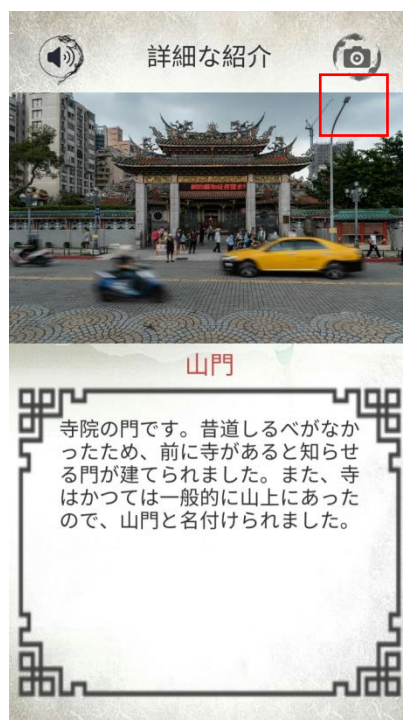 詳細な紹介
山門
寺院の門です。昔道しるべがなか
ったため、前に寺があると知らせ
る門が建てられました。また、寺
はかつては一般的に山上にあった
ので、山門と名付けられました。